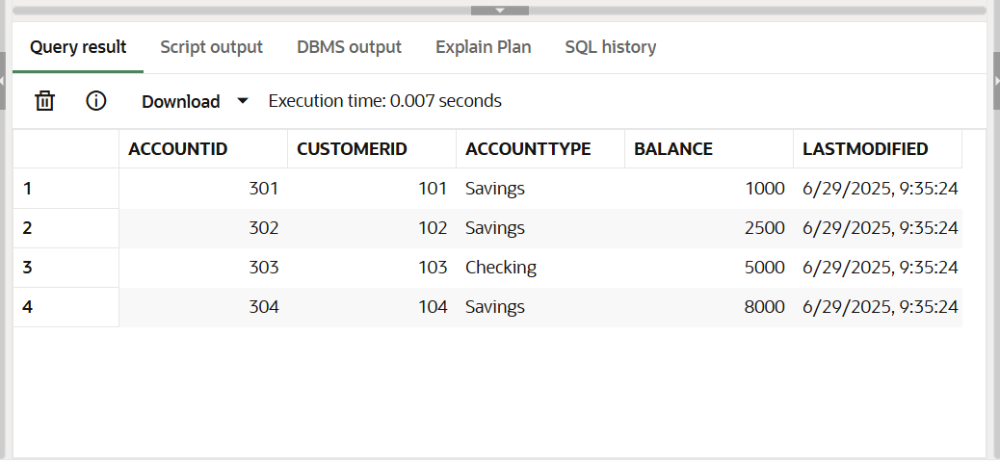 Query result Script output DBMS output Explain Plan SQL history
Download Execution time: 0.007 seconds
ACCOUNTID CUSTOMERID ACCOUNTTYPE BALANCE LASTMODIFIED
1 301 101 Savings 1000 6/29/2025, 9:35:24
2 302 102 Savings 2500 6/29/2025, 9:35:24
3 303 103 Checking 5000 6/29/2025, 9:35:24
4 304 104 Savings 8000 6/29/2025, 9:35:24